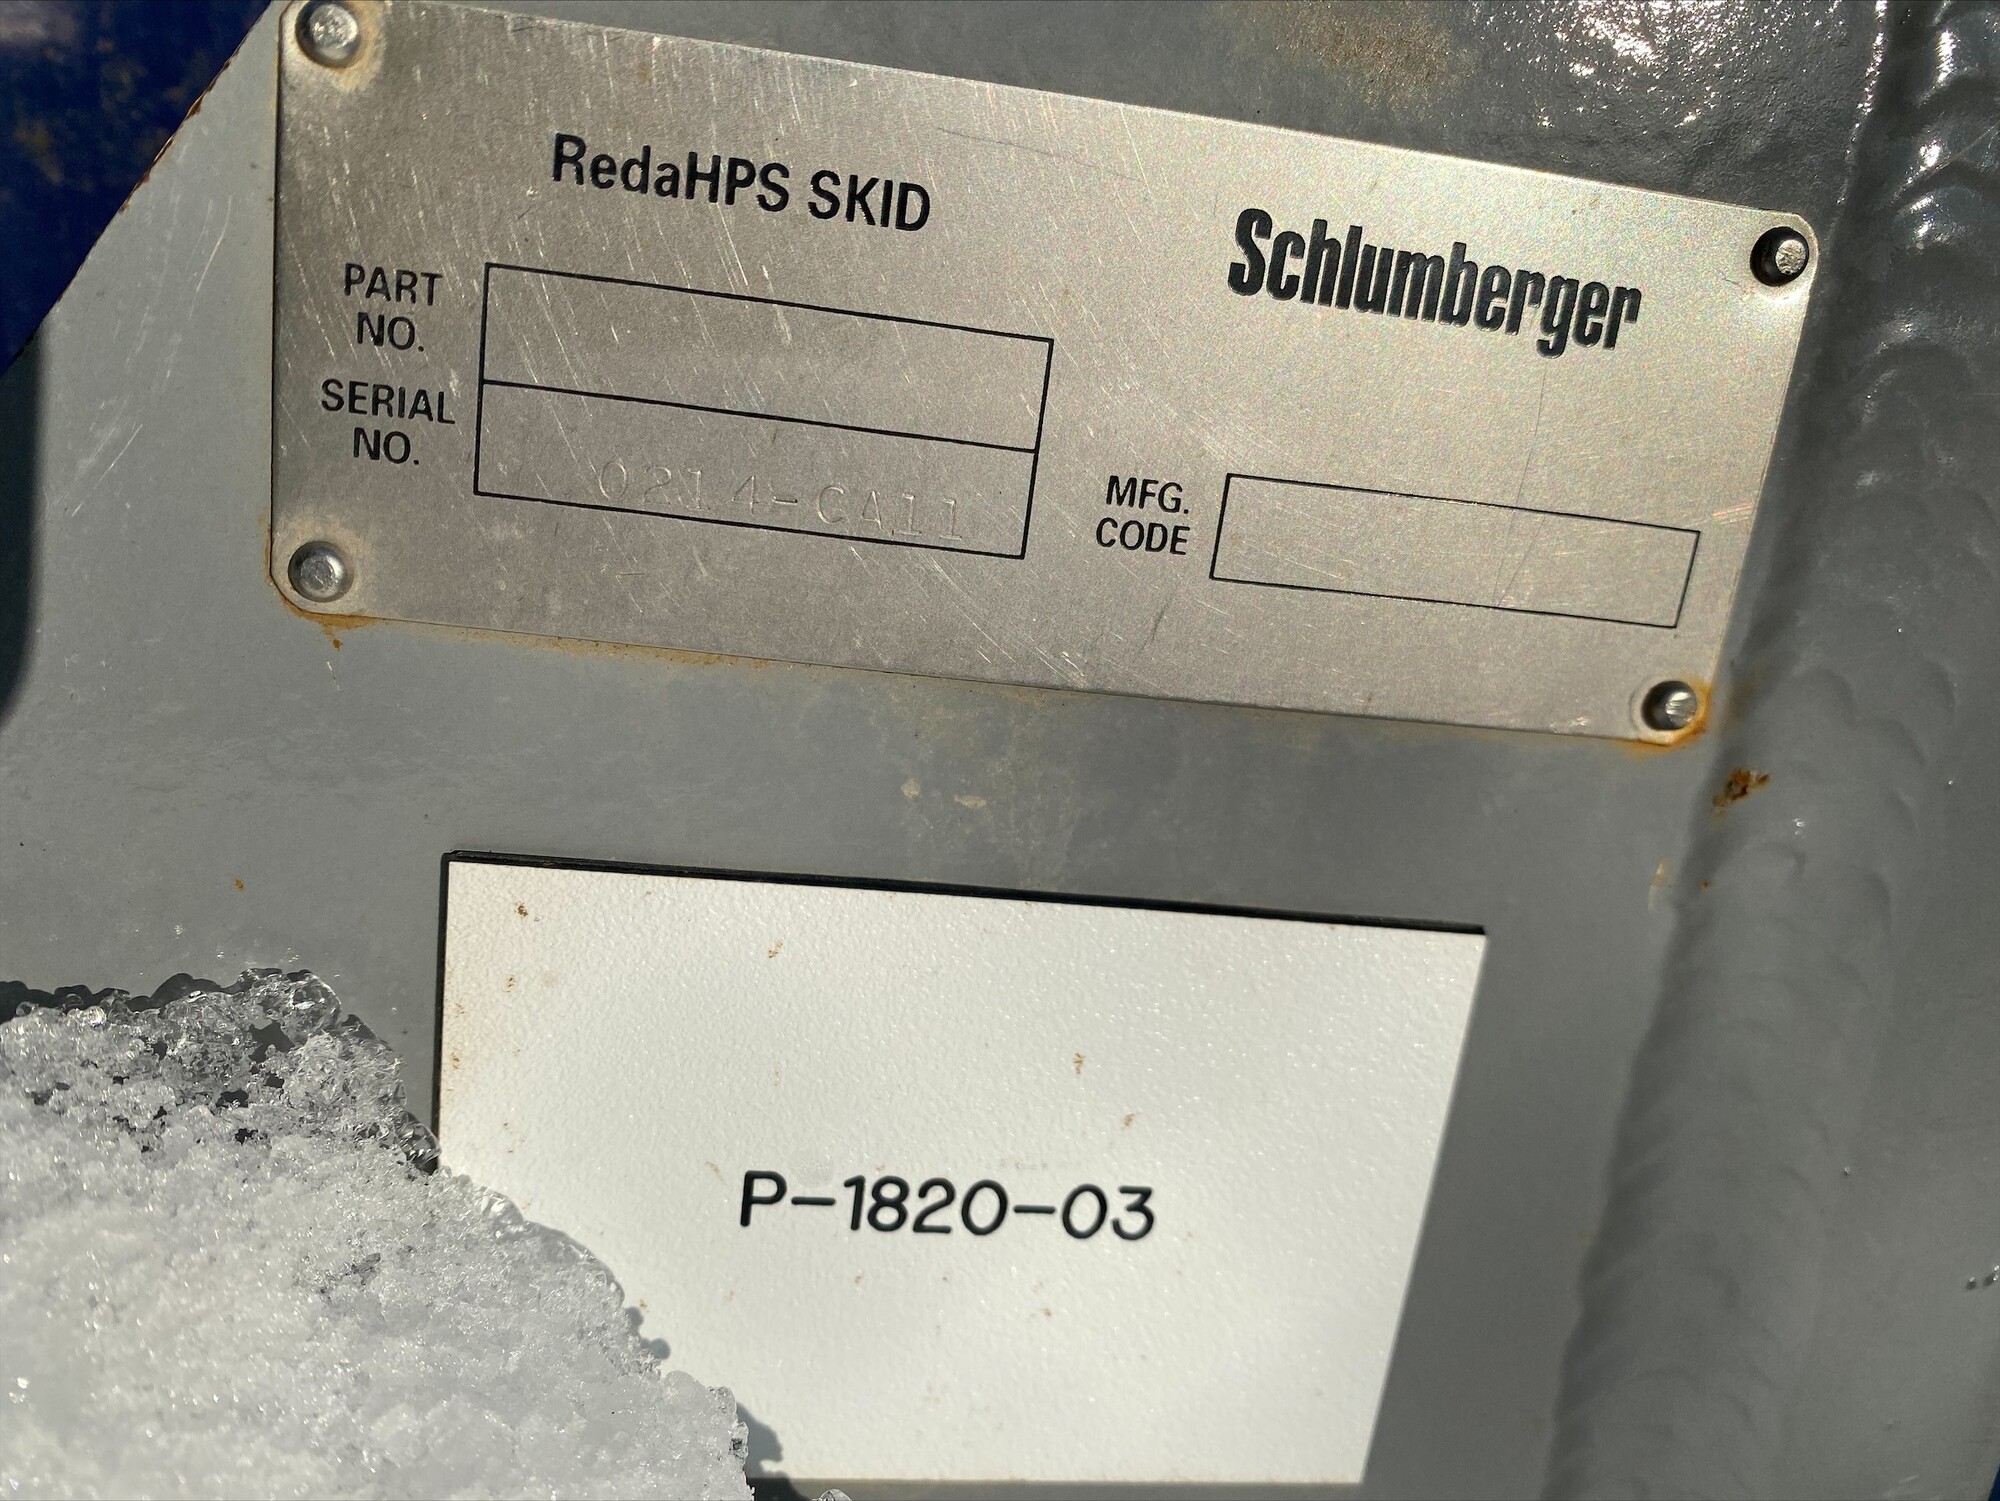 RedaHPS SKID
Schlumberger
PART
NO.
SERIAL
NO.
0214-CA11
MFG.
CODE
P-1820-03